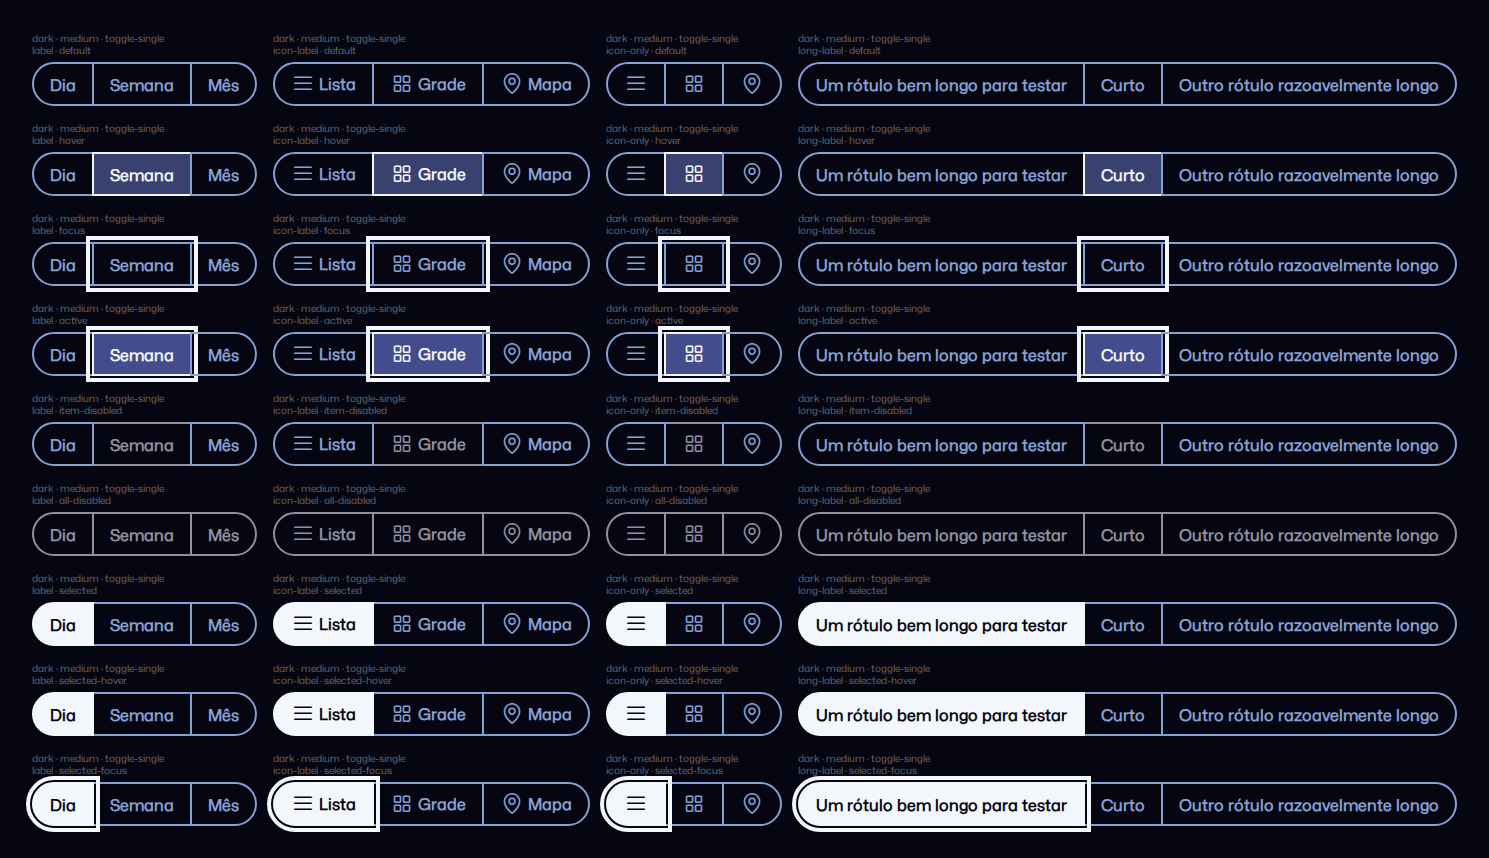 dark · medium · toggle-single
label · default
dark · medium · toggle-single
icon-label · default
dark · medium · toggle-single
icon-only · default
dark · medium · toggle-single
long-label · default
Dia Semana Mês
Lista Grade Mapa
Um rótulo bem longo para testar Curto Outro rótulo razoavelmente longo
dark · medium · toggle-single
label · hover
dark · medium · toggle-single
icon-label · hover
dark · medium · toggle-single
icon-only · hover
dark · medium · toggle-single
long-label · hover
Dia Semana Mês
Lista Grade Mapa
Um rótulo bem longo para testar Curto Outro rótulo razoavelmente longo
dark · medium · toggle-single
label · focus
dark · medium · toggle-single
icon-label · focus
dark · medium · toggle-single
icon-only · focus
dark · medium · toggle-single
long-label · focus
Dia Semana Mês
Lista Grade Mapa
Um rótulo bem longo para testar Curto Outro rótulo razoavelmente longo
dark · medium · toggle-single
label · active
dark · medium · toggle-single
icon-label · active
dark · medium · toggle-single
icon-only · active
dark · medium · toggle-single
long-label · active
Dia Semana Mês
Lista Grade Mapa
Um rótulo bem longo para testar Curto Outro rótulo razoavelmente longo
dark · medium · toggle-single
label · item-disabled
dark · medium · toggle-single
icon-label · item-disabled
dark · medium · toggle-single
icon-only · item-disabled
dark · medium · toggle-single
long-label · item-disabled
Dia Semana Mês
Lista Grade Mapa
Um rótulo bem longo para testar Curto Outro rótulo razoavelmente longo
dark · medium · toggle-single
label · all-disabled
dark · medium · toggle-single
icon-label · all-disabled
dark · medium · toggle-single
icon-only · all-disabled
dark · medium · toggle-single
long-label · all-disabled
Dia Semana Mês
Lista Grade Mapa
Um rótulo bem longo para testar Curto Outro rótulo razoavelmente longo
dark · medium · toggle-single
label · selected
dark · medium · toggle-single
icon-label · selected
dark · medium · toggle-single
icon-only · selected
dark · medium · toggle-single
long-label · selected
Dia Semana Mês
Lista Grade Mapa
Um rótulo bem longo para testar Curto Outro rótulo razoavelmente longo
dark · medium · toggle-single
label · selected-hover
dark · medium · toggle-single
icon-label · selected-hover
dark · medium · toggle-single
icon-only · selected-hover
dark · medium · toggle-single
long-label · selected-hover
Dia Semana Mês
Lista Grade Mapa
Um rótulo bem longo para testar Curto Outro rótulo razoavelmente longo
dark · medium · toggle-single
label · selected-focus
dark · medium · toggle-single
icon-label · selected-focus
dark · medium · toggle-single
icon-only · selected-focus
dark · medium · toggle-single
long-label · selected-focus
Dia Semana Mês
Lista Grade Mapa
Um rótulo bem longo para testar Curto Outro rótulo razoavelmente longo